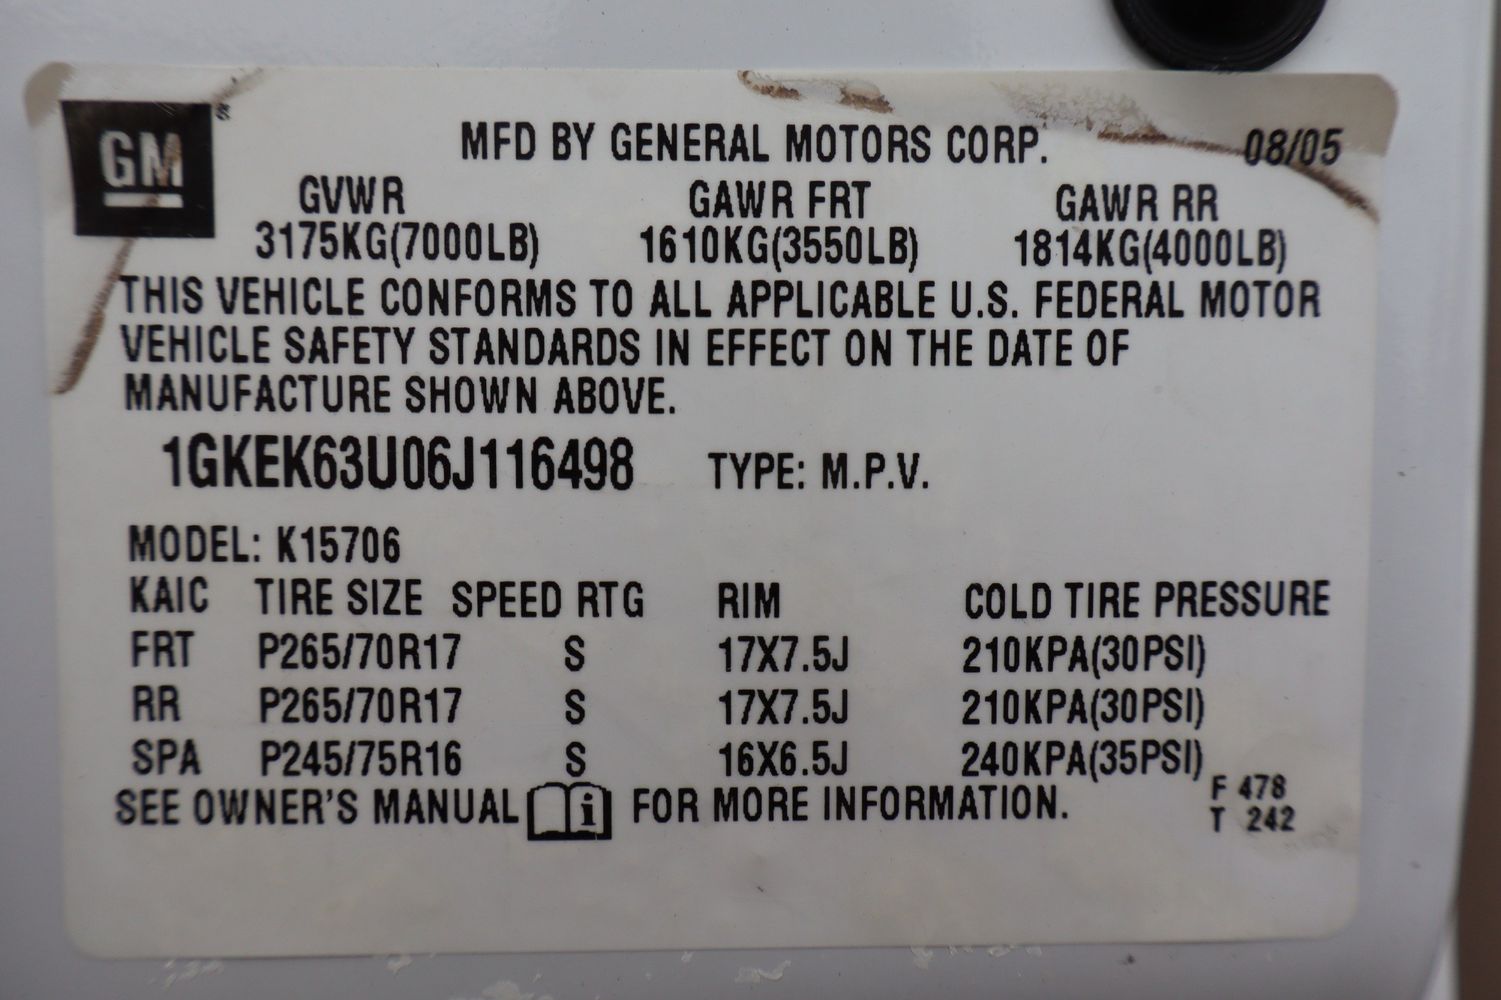 GM®
MFD BY GENERAL MOTORS CORP. 08/05
GVWR GAWR FRT GAWR RR
3175KG(7000LB) 1610KG(3550LB) 1814KG(4000LB)
THIS VEHICLE CONFORMS TO ALL APPLICABLE U.S. FEDERAL MOTOR
VEHICLE SAFETY STANDARDS IN EFFECT ON THE DATE OF
MANUFACTURE SHOWN ABOVE.
1GKEK63U06J116498 TYPE: M.P.V.
MODEL: K15706
KAIC TIRE SIZE SPEED RTG RIM COLD TIRE PRESSURE
FRT P265/70R17 S 17X7.5J 210KPA(30PSI)
RR P265/70R17 S 17X7.5J 210KPA(30PSI)
SPA P245/75R16 S 16X6.5J 240KPA(35PSI)
SEE OWNER'S MANUAL i FOR MORE INFORMATION.
F 478
T 242